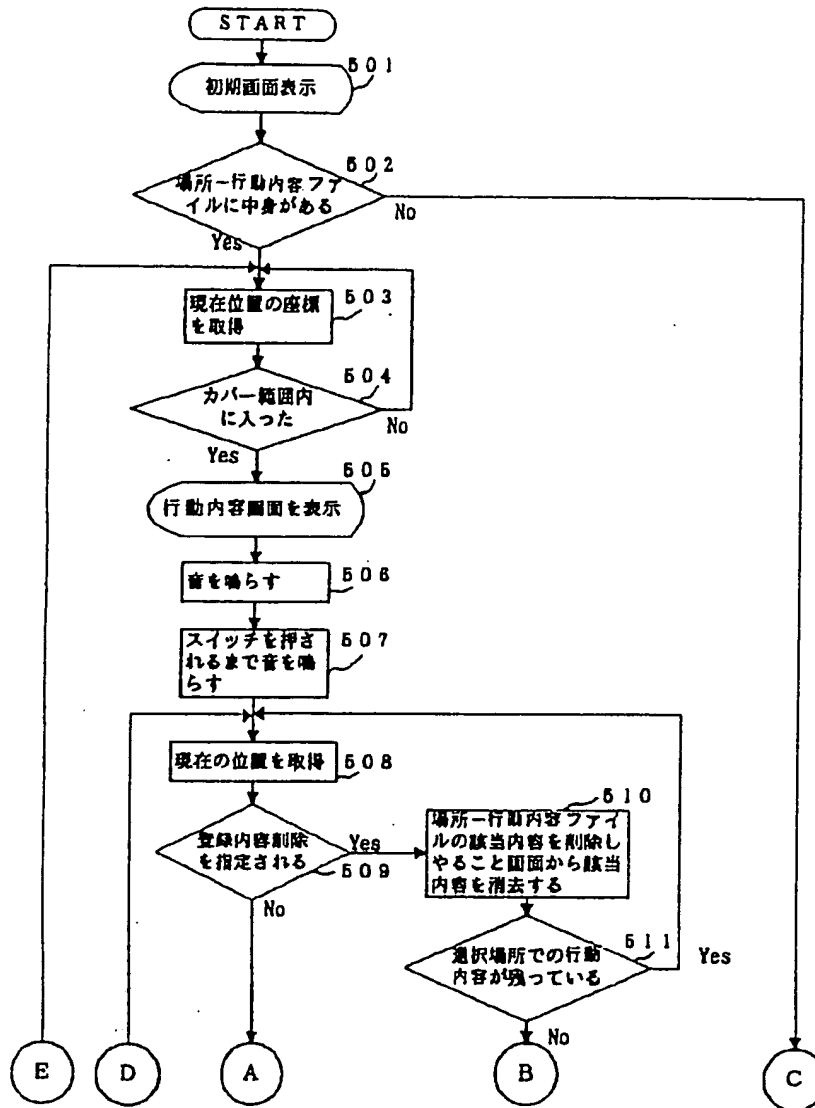 START
501
初期画面表示
502
場所－行動内容ファ
イルに中身がある
No
Yes
503
現在位置の座標
を取得
504
カバー範囲内
に入った
No
Yes
505
行動内容画面を表示
506
音を鳴らす
507
スイッチを押さ
れるまで音を鳴
らす
現在の位置を取得
508
登録内容削除
を指定される
Yes
509
No
510
場所－行動内容ファイル
の該当内容を削除し
やること画面から該当
内容を消去する
511
選択場所での行動
内容が残っている
Yes
No
E
D
A
B
C